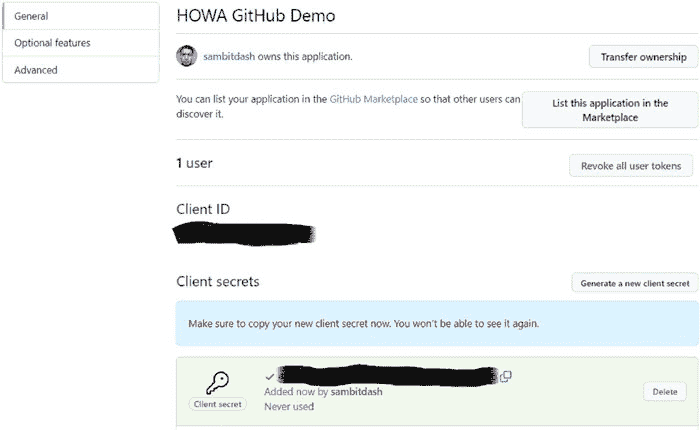 General
Optional features
Advanced
HOWA GitHub Demo
sambitdash owns this application.
Transfer ownership
You can list your application in the GitHub Marketplace so that other users can
discover it.
List this application in the
Marketplace
1 user
Revoke all user tokens
Client ID
Client secrets
Generate a new client secret
Make sure to copy your new client secret now. You won't be able to see it again.
Client secret
Added now by sambitdash
Never used
Delete